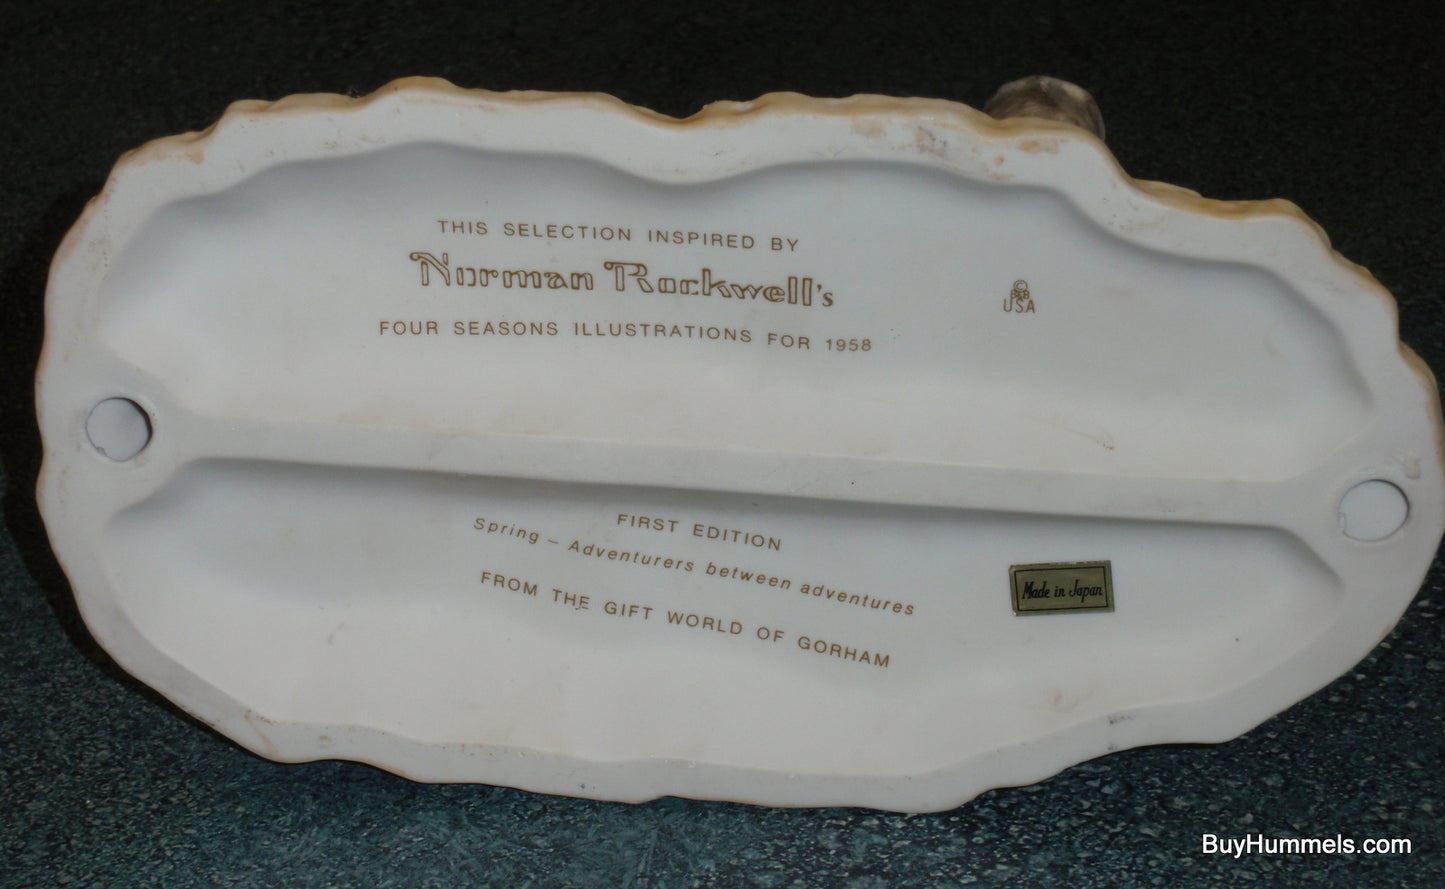 THIS SELECTION INSPIRED BY
Norman Rockwell's
FOUR SEASONS ILLUSTRATIONS FOR 1958
©
B&B
USA
FIRST EDITION
Spring – Adventurers between adventures
FROM THE GIFT WORLD OF GORHAM
Made in Japan
BuyHummels.com